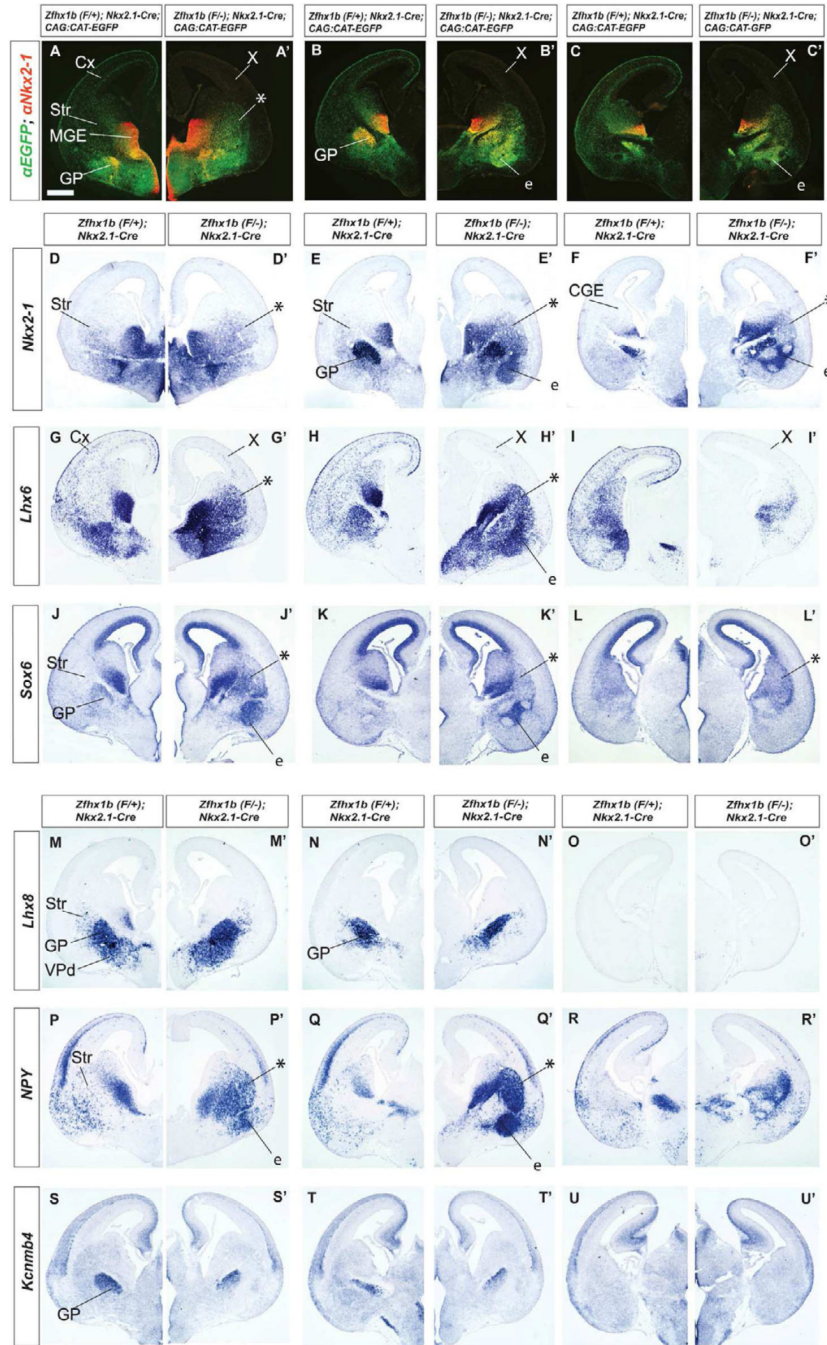 Zfhx1b (F/+); Nkx2.1-Cre;
CAG:CAT-EGFP
Zfhx1b (F/-); Nkx2.1-Cre;
CAG:CAT-EGFP
Zfhx1b (F/+); Nkx2.1-Cre;
CAG:CAT-EGFP
Zfhx1b (F/-); Nkx2.1-Cre;
CAG:CAT-EGFP
Zfhx1b (F/+); Nkx2.1-Cre;
CAG:CAT-EGFP
Zfhx1b (F/-); Nkx2.1-Cre;
CAG:CAT-GFP
αEGFP; αNkx2-1
A
Cx
Str
MGE
GP
A'
X
*
B
GP
B'
X
e
C
C'
X
e
Zfhx1b (F/+);
Nkx2.1-Cre
Zfhx1b (F/-);
Nkx2.1-Cre
Zfhx1b (F/+);
Nkx2.1-Cre
Zfhx1b (F/-);
Nkx2.1-Cre
Zfhx1b (F/+);
Nkx2.1-Cre
Zfhx1b (F/-);
Nkx2.1-Cre
Nkx2-1
D
Str
D'
*
E
Str
GP
E'
*
e
F
CGE
F'
*
e
Lhx6
G
Cx
G'
X
*
H
H'
X
*
e
I
I'
X
Sox6
J
Str
GP
J'
*
e
K
K'
*
e
L
L'
*
Zfhx1b (F/+);
Nkx2.1-Cre
Zfhx1b (F/-);
Nkx2.1-Cre
Zfhx1b (F/+);
Nkx2.1-Cre
Zfhx1b (F/-);
Nkx2.1-Cre
Zfhx1b (F/+);
Nkx2.1-Cre
Zfhx1b (F/-);
Nkx2.1-Cre
Lhx8
M
Str
GP
VPd
M'
N
GP
N'
O
O'
NPY
P
Str
P'
*
e
Q
Q'
*
e
R
R'
Kcnmb4
S
GP
S'
T
T'
U
U'